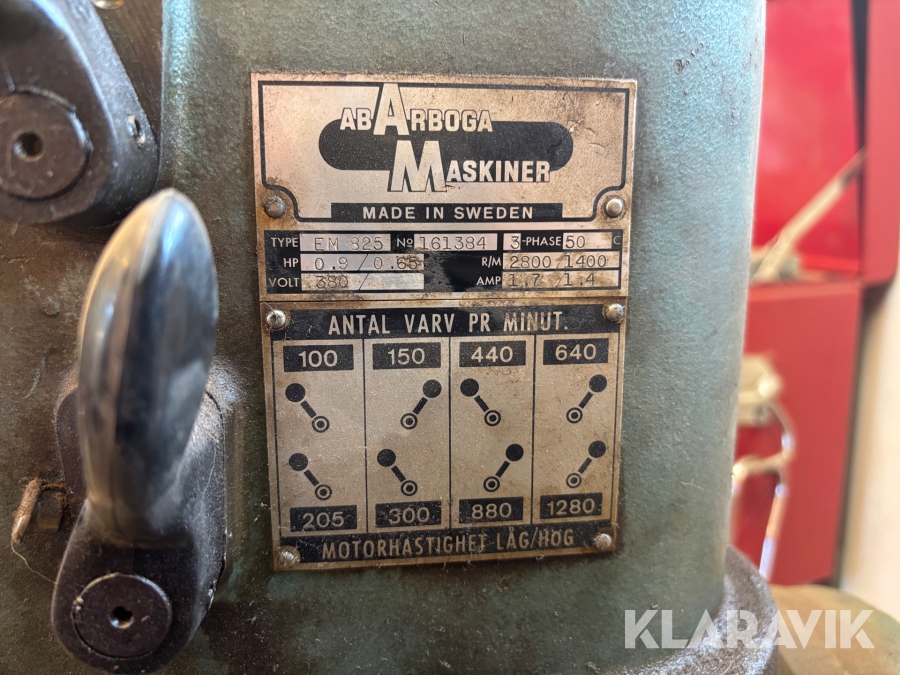 AB ARBOGA
MASKINER
MADE IN SWEDEN
TYPE EM 825 No 161384 3-PHASE 50 C
HP 0.9/0.65 R/M 2800/1400
VOLT 380/ AMP 1.7/1.4
ANTAL VARV PR MINUT.
100 150 440 640
205 300 880 1280
MOTORHASTIGHET LÅG/HÖG
KLARAVIK